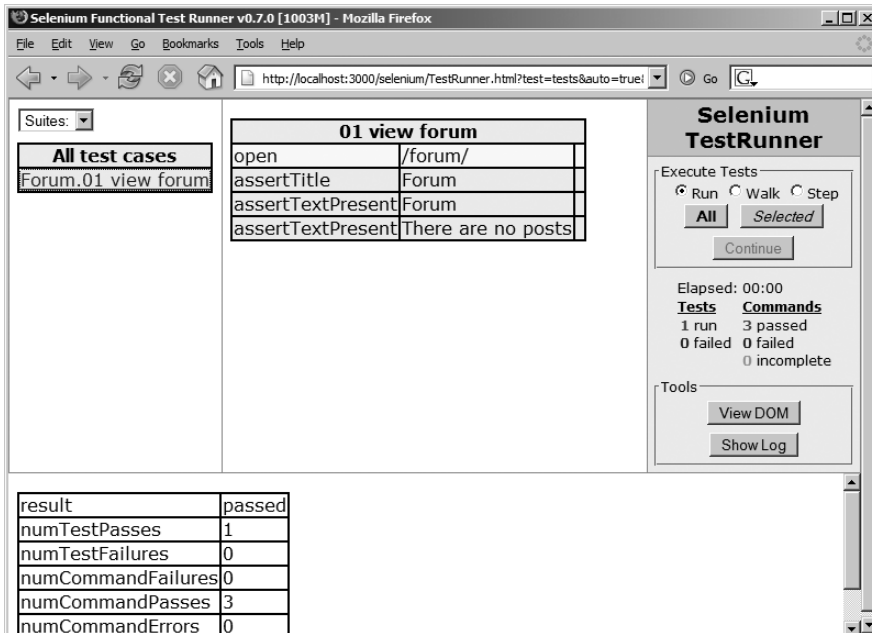 Selenium Functional Test Runner v0.7.0 [1003M] - Mozilla Firefox
File Edit View Go Bookmarks Tools Help
http://localhost:3000/selenium/TestRunner.html?test=tests&auto=true& Go G
Suites:
All test cases
Forum.01 view forum
01 view forum
open /forum/
assertTitle Forum
assertTextPresent Forum
assertTextPresent There are no posts
Selenium
TestRunner
Execute Tests
Run Walk Step
All Selected
Continue
Elapsed: 00:00
Tests Commands
1 run 3 passed
0 failed 0 failed
0 incomplete
Tools
View DOM
Show Log
result passed
numTestPasses 1
numTestFailures 0
numCommandFailures 0
numCommandPasses 3
numCommandErrors 0